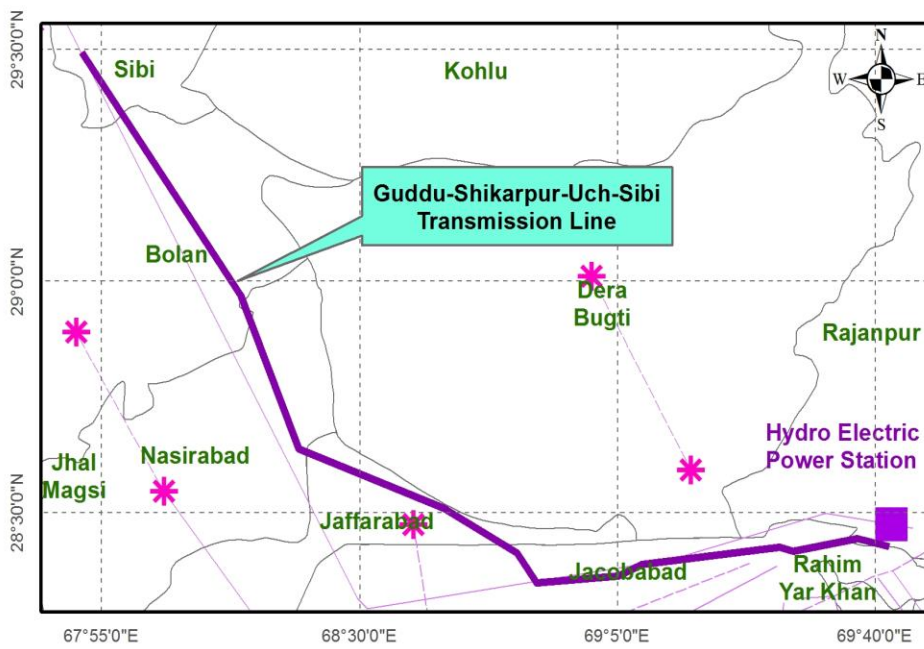 29°30'0"N
Sibi
Kohlu
N
W
E
S
Guddu-Shikarpur-Uch-Sibi
Transmission Line
Bolan
29°0'0"N
Dera
Bugti
Rajanpur
Hydro Electric
Power Station
Jhal
Magsi
Nasirabad
28°30'0"N
Jaffarabad
Jacobabad
Rahim
Yar Khan
67°55'0"E
68°30'0"E
69°5'0"E
69°40'0"E